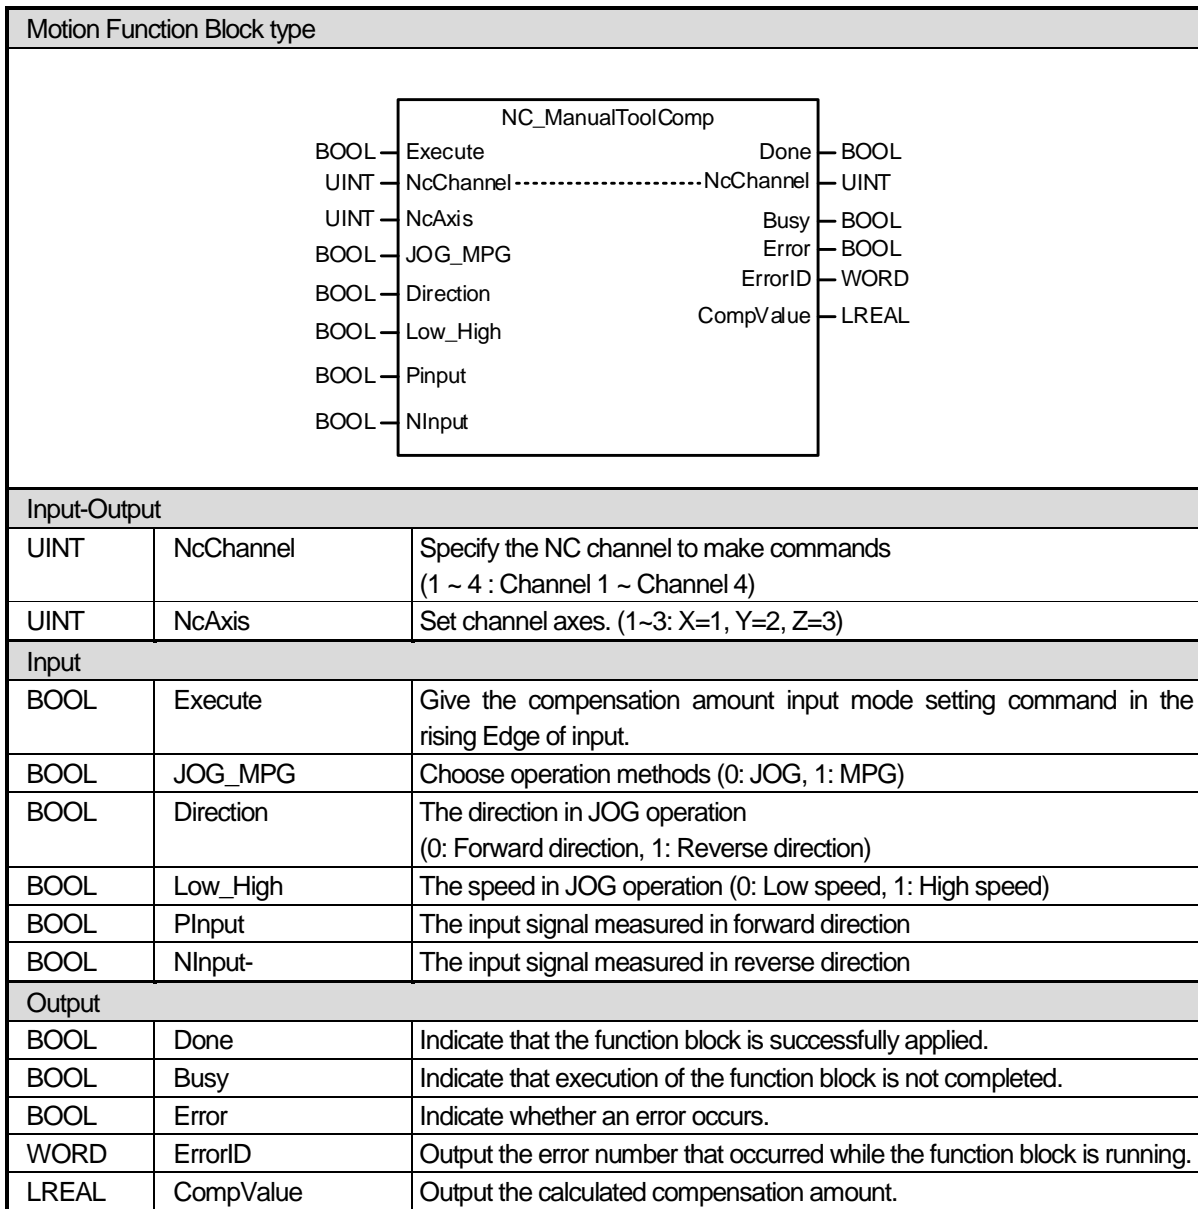 Motion Function Block type
NC_ManualToolComp
BOOL Execute Done BOOL
UINT NcChannel NcChannel UINT
UINT NcAxis Busy BOOL
BOOL JOG_MPG Error BOOL
BOOL Direction ErrorID WORD
BOOL Low_High CompValue LREAL
BOOL Pinput
BOOL NInput
Input-Output
UINT NcChannel Specify the NC channel to make commands
(1 ~ 4 : Channel 1 ~ Channel 4)
UINT NcAxis Set channel axes. (1~3: X=1, Y=2, Z=3)
Input
BOOL Execute Give the compensation amount input mode setting command in the
rising Edge of input.
BOOL JOG_MPG Choose operation methods (0: JOG, 1: MPG)
BOOL Direction The direction in JOG operation
(0: Forward direction, 1: Reverse direction)
BOOL Low_High The speed in JOG operation (0: Low speed, 1: High speed)
BOOL PInput The input signal measured in forward direction
BOOL NInput- The input signal measured in reverse direction
Output
BOOL Done Indicate that the function block is successfully applied.
BOOL Busy Indicate that execution of the function block is not completed.
BOOL Error Indicate whether an error occurs.
WORD ErrorID Output the error number that occurred while the function block is running.
LREAL CompValue Output the calculated compensation amount.